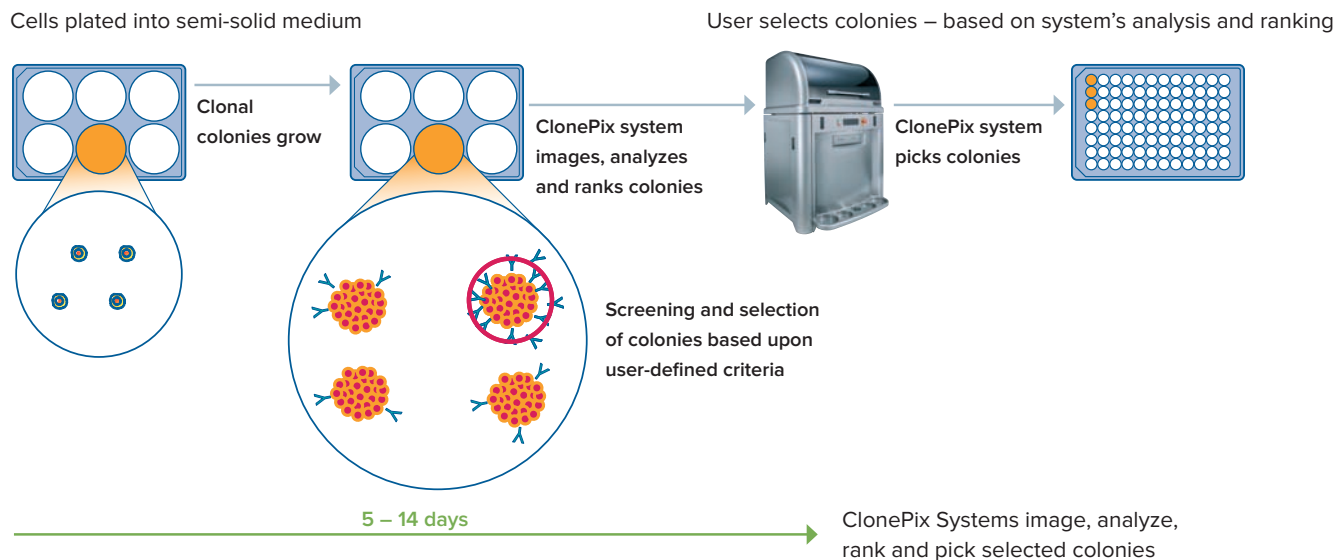 Cells plated into semi-solid medium
User selects colonies – based on system's analysis and ranking
Clonal
colonies grow
ClonePix system
images, analyzes
and ranks colonies
ClonePix system
picks colonies
Screening and selection
of colonies based upon
user-defined criteria
5 – 14 days
ClonePix Systems image, analyze,
rank and pick selected colonies